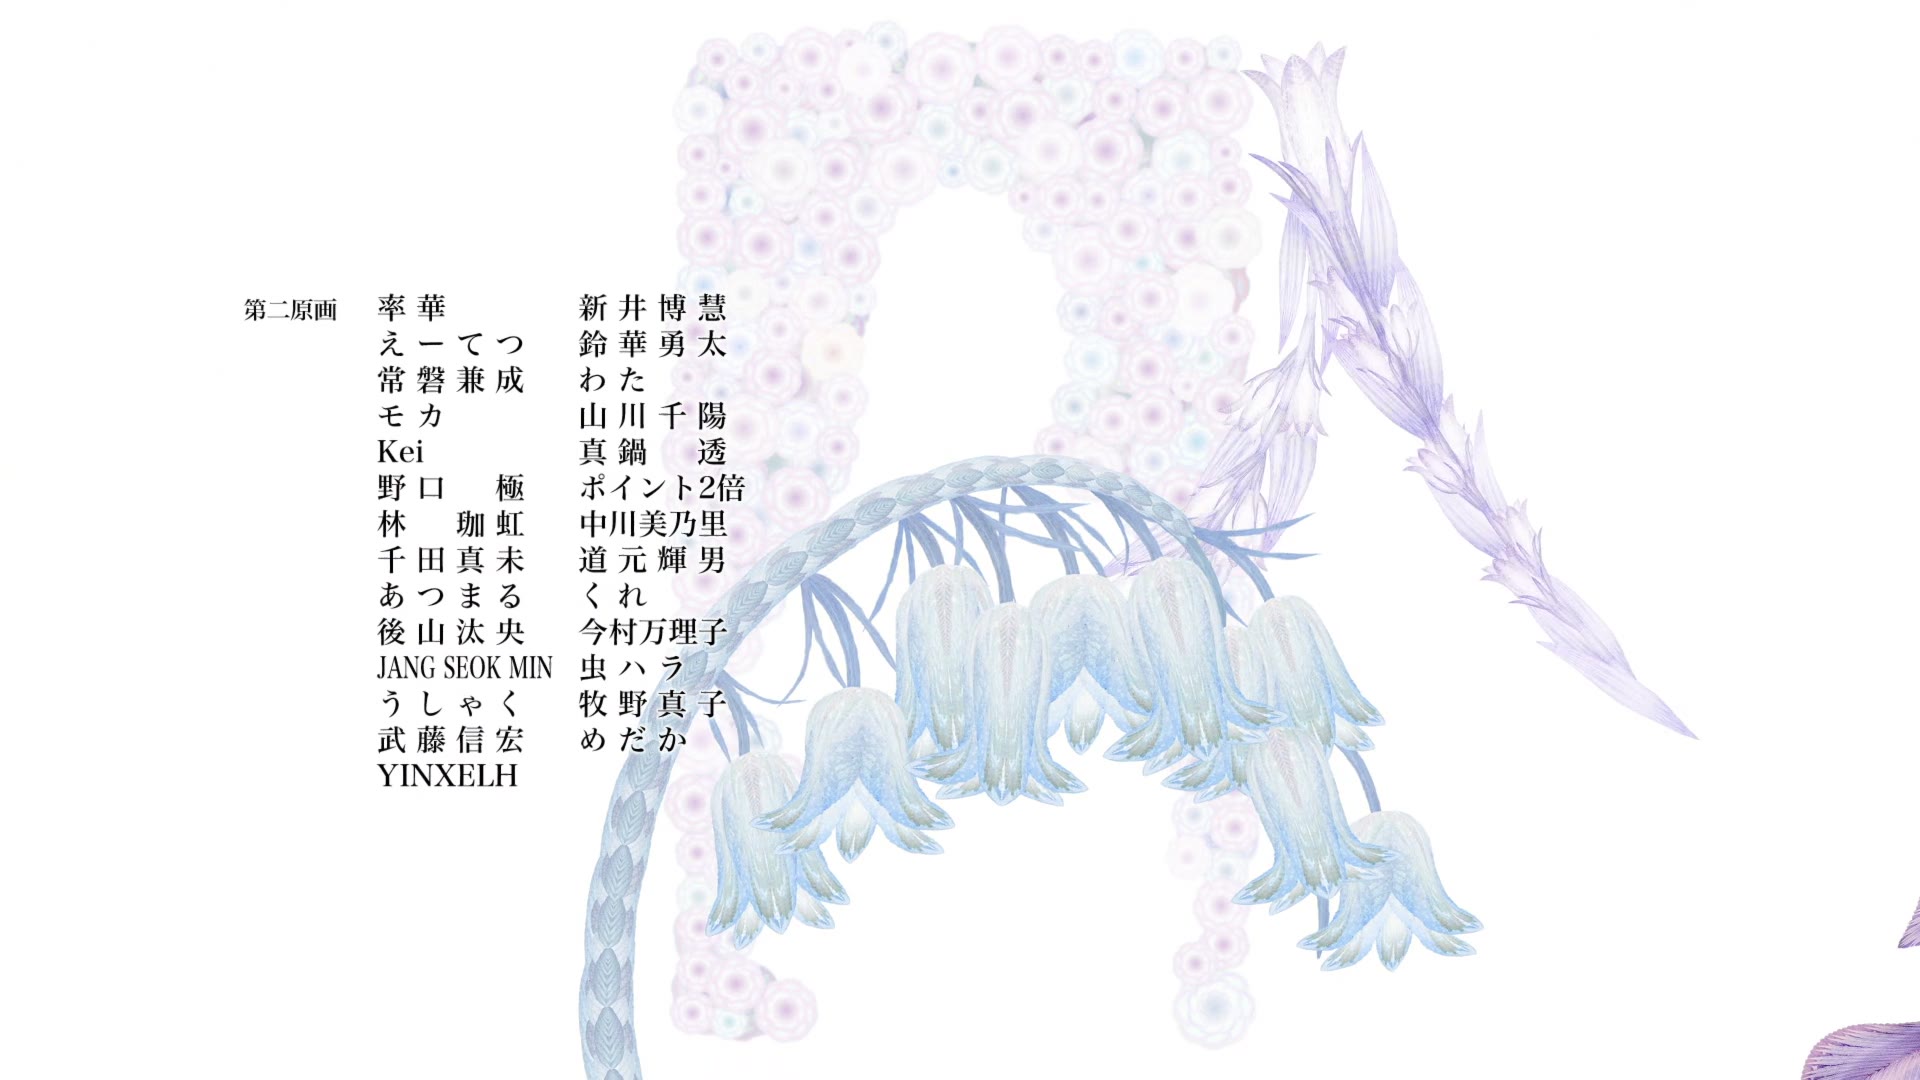 第二原画
率華 新井博慧
えーてつ 鈴華勇太
常磐兼成 わた
モカ 山川千陽
Kei 真鍋 透
野口 極 ポイント2倍
林 珈虹 中川美乃里
千田真未 道元輝男
あつまる くれ
後山汰央 今村万理子
JANG SEOK MIN 虫ハラ
うしゃく 牧野真子
武藤信宏 めだか
YINXELH